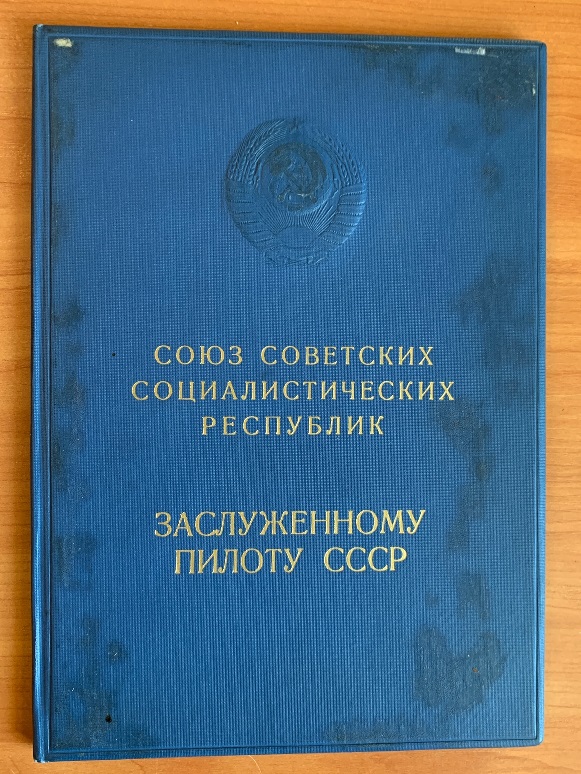 СОЮЗ СОВЕТСКИХ
СОЦИАЛИСТИЧЕСКИХ
РЕСПУБЛИК
ЗАСЛУЖЕННОМУ
ПИЛОТУ СССР